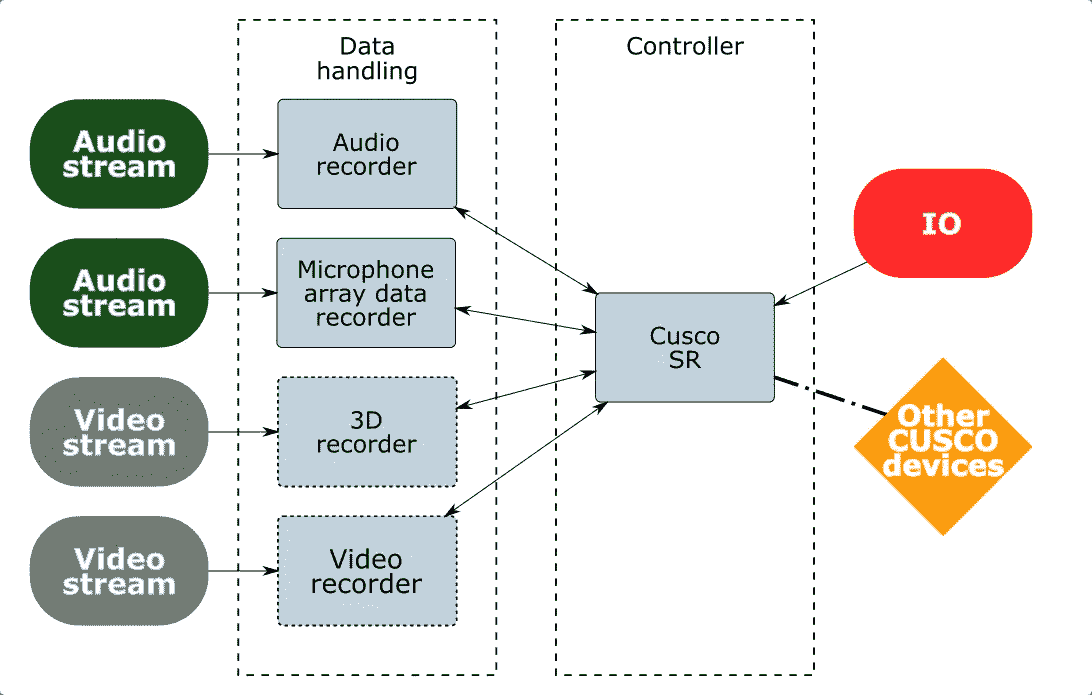 Data
handling
Controller
Audio
stream
Audio
recorder
Audio
stream
Microphone
array data
recorder
Video
stream
3D
recorder
Video
stream
Video
recorder
Cusco
SR
IO
Other
CUSCO
devices